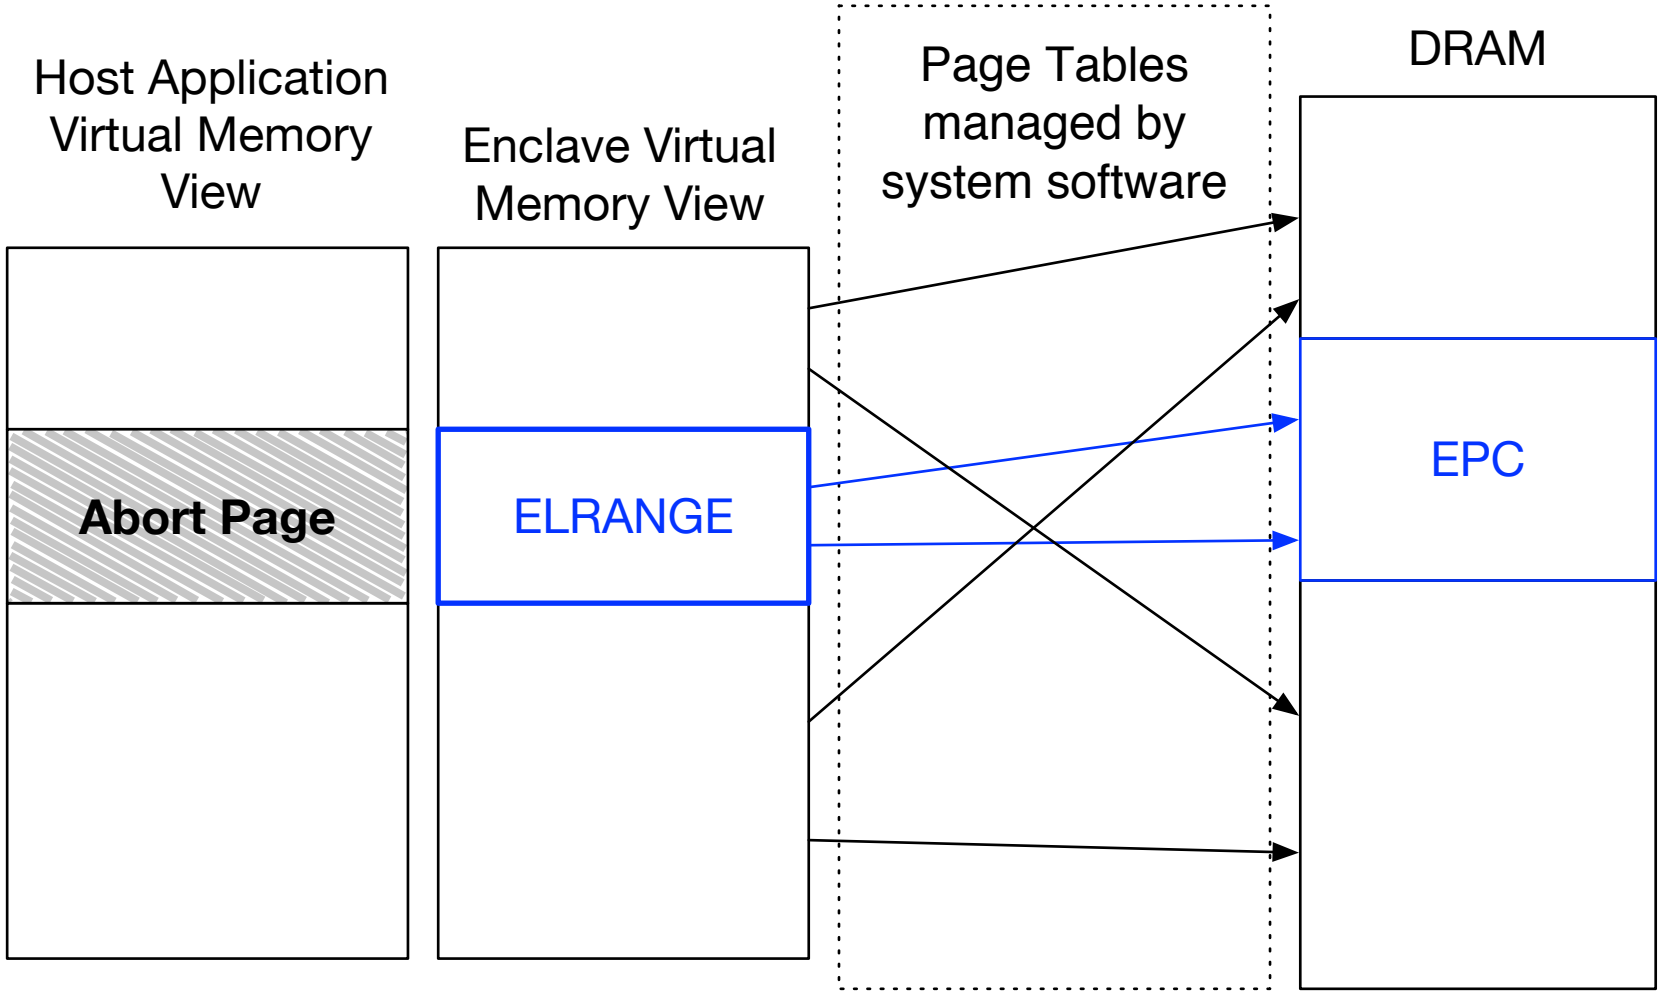 Host Application
Virtual Memory
View
Enclave Virtual
Memory View
Page Tables
managed by
system software
DRAM
Abort Page
ELRANGE
EPC